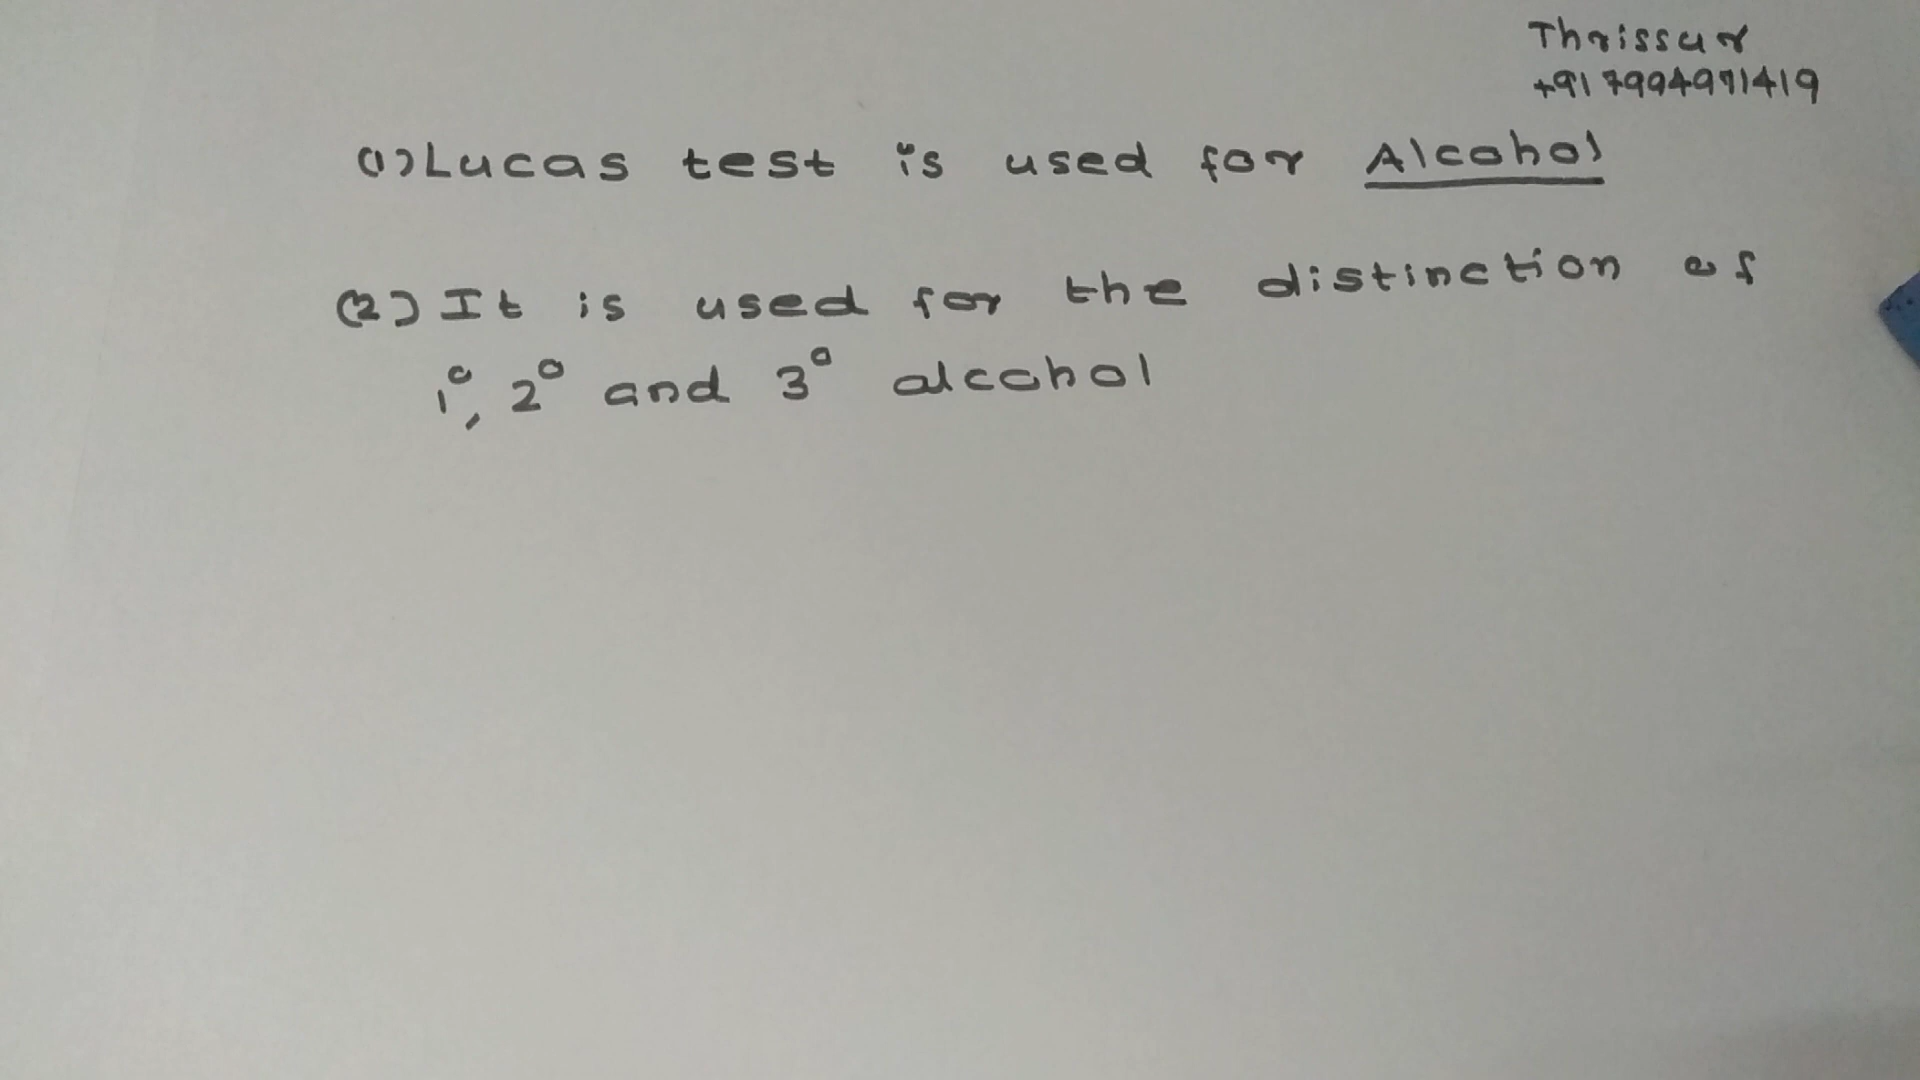 Thrissur
+91 7994971419
(1) Lucas test is used for Alcohol
(2) It is used for the distinction of
1°, 2° and 3° alcohol